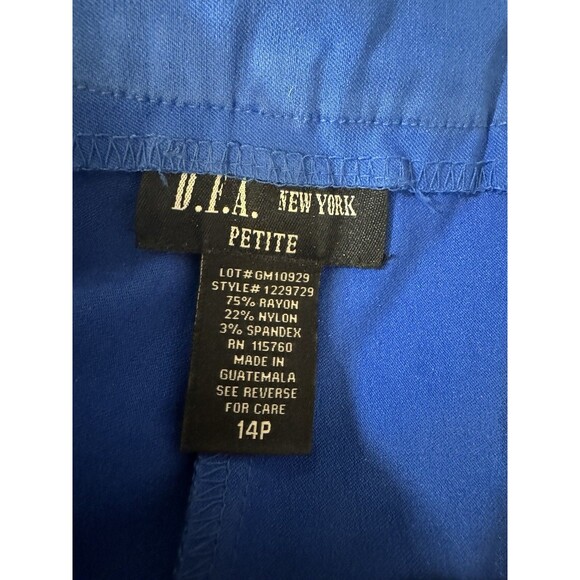 D.F.A. NEW YORK
PETITE
LOT#GM10929
STYLE# 1229729
75% RAYON
22% NYLON
3% SPANDEX
RN 115760
MADE IN
GUATEMALA
SEE REVERSE
FOR CARE
14P